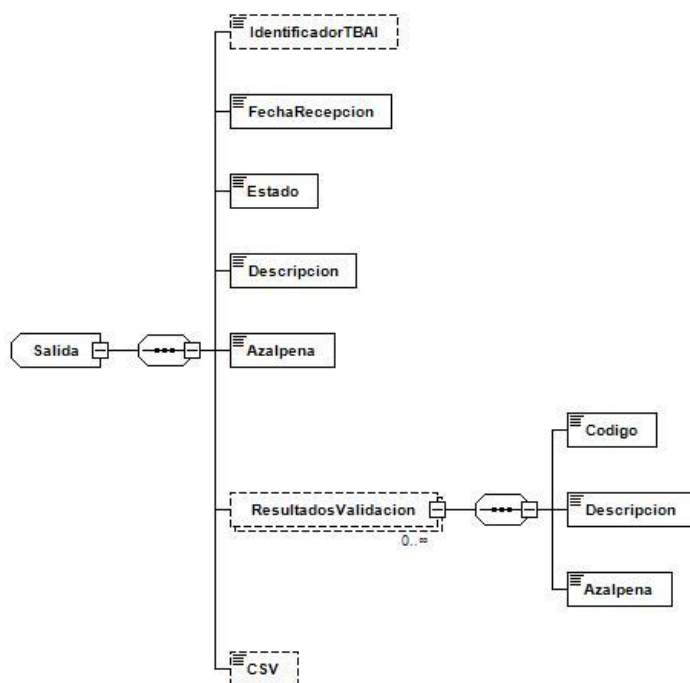 IdentificadorTBAI
FechaRecepcion
Estado
Descripcion
Salida
Azalpena
Codigo
ResultadosValidacion
Descripcion
0..∞
Azalpena
CSV